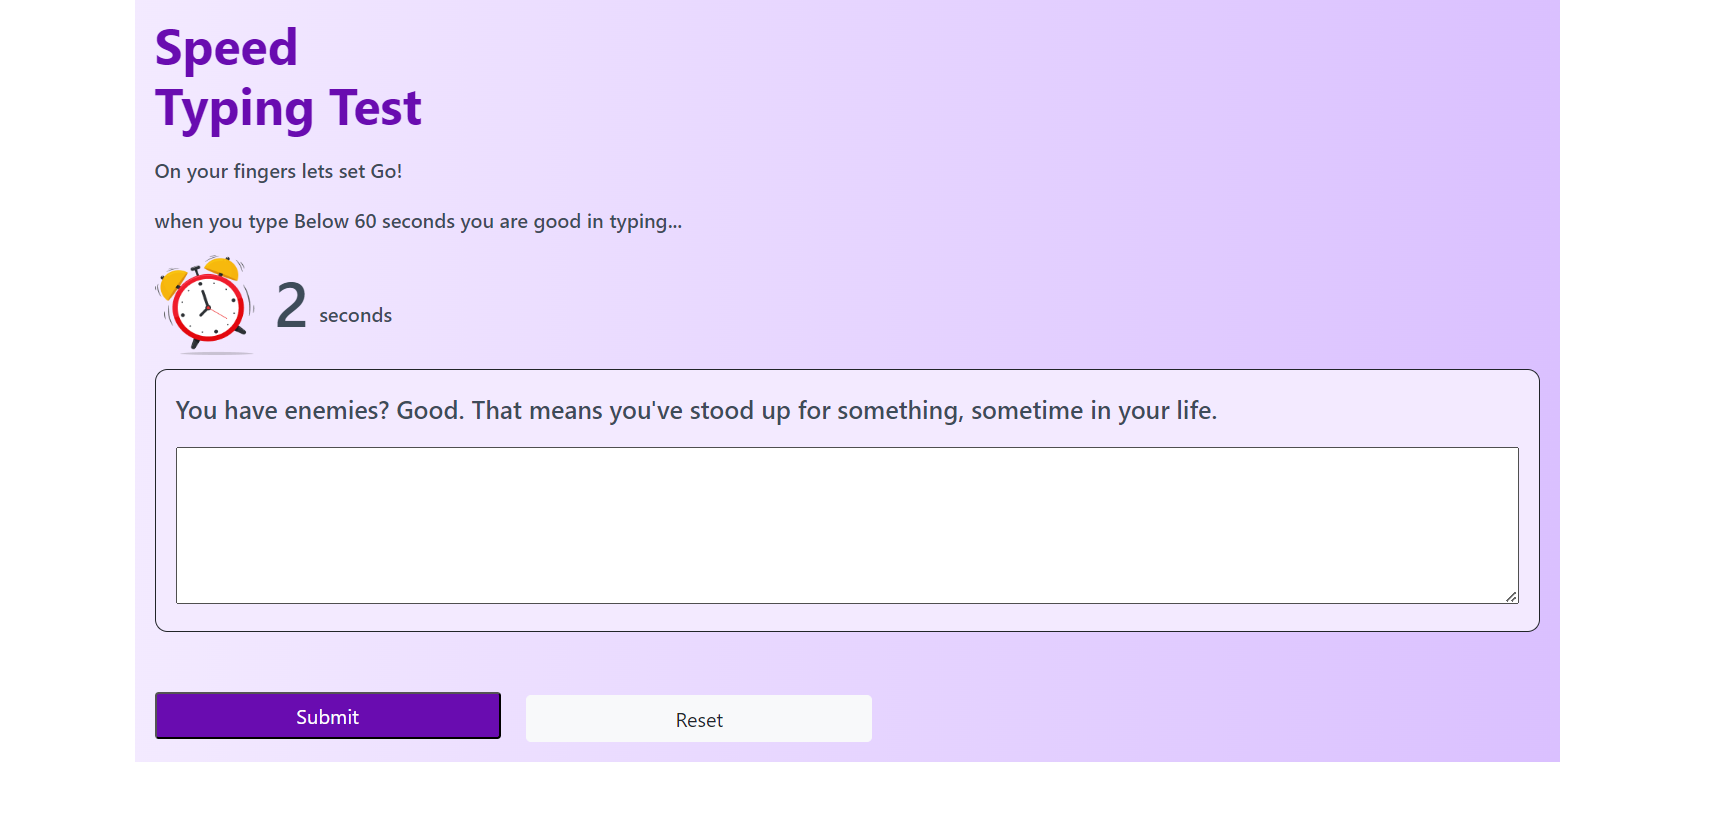 Speed
Typing Test
On your fingers lets set Go!
when you type Below 60 seconds you are good in typing...
2 seconds
You have enemies? Good. That means you've stood up for something, sometime in your life.
Submit
Reset